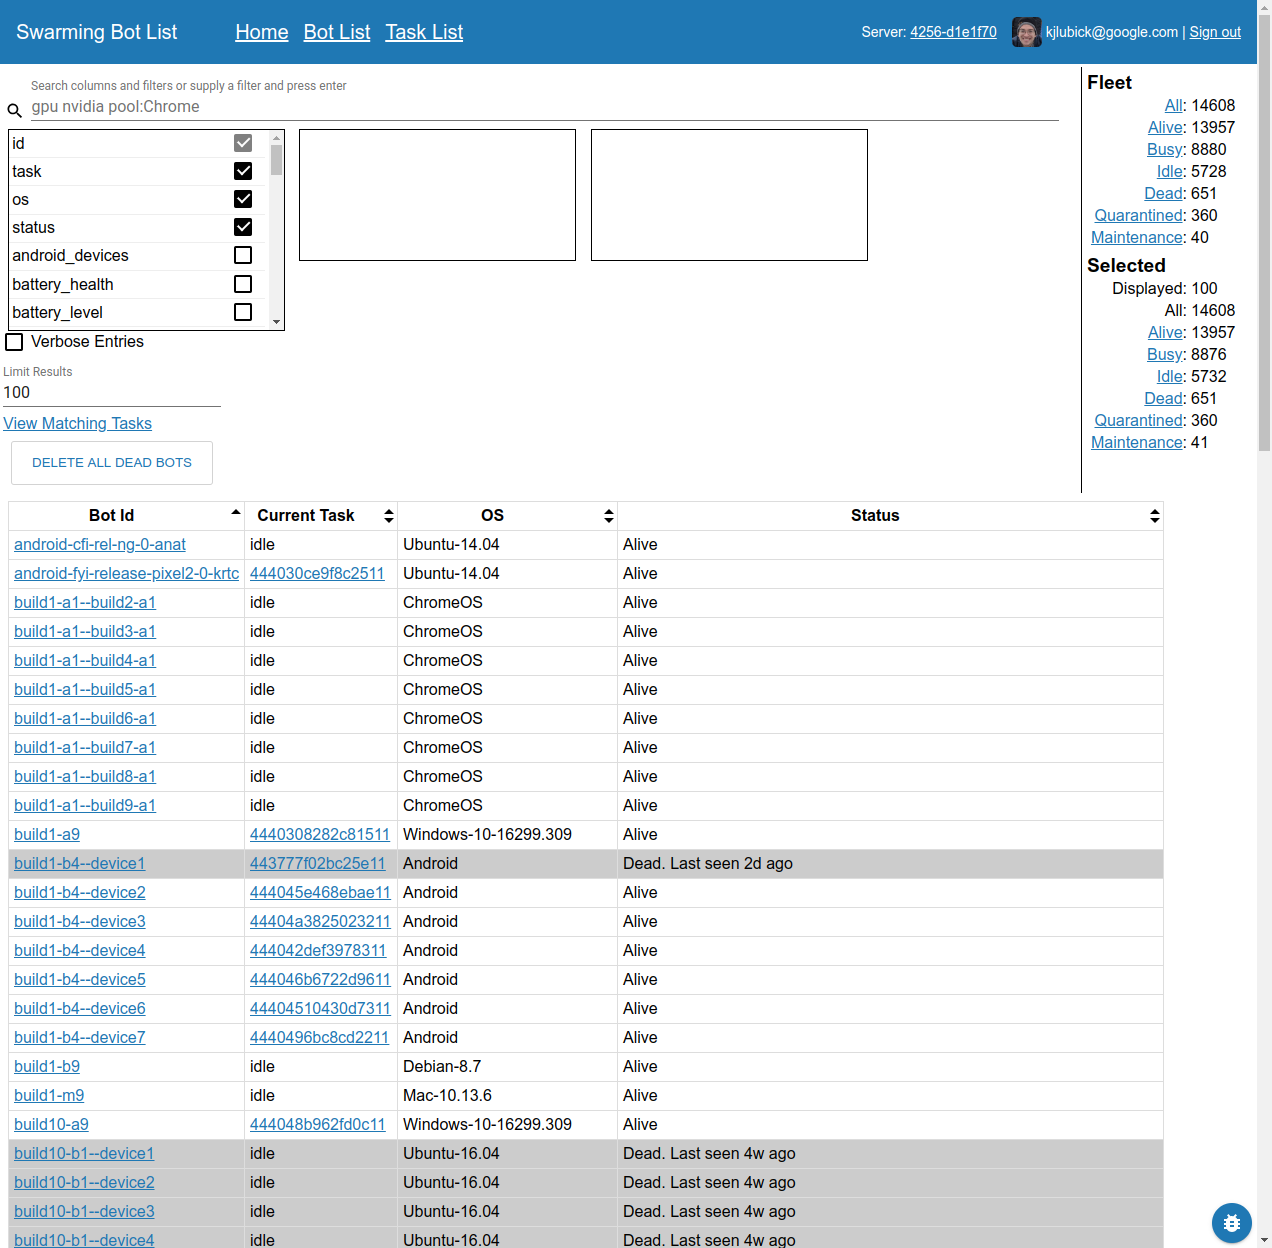 Swarming Bot List
Home Bot List Task List
Server: 4256-d1e1f70
kjlubick@google.com | Sign out
Search columns and filters or supply a filter and press enter
gpu nvidia pool:Chrome
id
task
os
status
android_devices
battery_health
battery_level
Verbose Entries
Limit Results
100
View Matching Tasks
DELETE ALL DEAD BOTS
Fleet
All: 14608
Alive: 13957
Busy: 8880
Idle: 5728
Dead: 651
Quarantined: 360
Maintenance: 40
Selected
Displayed: 100
All: 14608
Alive: 13957
Busy: 8876
Idle: 5732
Dead: 651
Quarantined: 360
Maintenance: 41
Bot Id Current Task OS Status
android-cfi-rel-ng-0-anat idle Ubuntu-14.04 Alive
android-fyi-release-pixel2-0-krtc 444030ce9f8c2511 Ubuntu-14.04 Alive
build1-a1--build2-a1 idle ChromeOS Alive
build1-a1--build3-a1 idle ChromeOS Alive
build1-a1--build4-a1 idle ChromeOS Alive
build1-a1--build5-a1 idle ChromeOS Alive
build1-a1--build6-a1 idle ChromeOS Alive
build1-a1--build7-a1 idle ChromeOS Alive
build1-a1--build8-a1 idle ChromeOS Alive
build1-a1--build9-a1 idle ChromeOS Alive
build1-a9 4440308282c81511 Windows-10-16299.309 Alive
build1-b4--device1 443777f02bc25e11 Android Dead. Last seen 2d ago
build1-b4--device2 444045e468ebae11 Android Alive
build1-b4--device3 44404a3825023211 Android Alive
build1-b4--device4 444042def3978311 Android Alive
build1-b4--device5 444046b6722d9611 Android Alive
build1-b4--device6 44404510430d7311 Android Alive
build1-b4--device7 4440496bc8cd2211 Android Alive
build1-b9 idle Debian-8.7 Alive
build1-m9 idle Mac-10.13.6 Alive
build10-a9 444048b962fd0c11 Windows-10-16299.309 Alive
build10-b1--device1 idle Ubuntu-16.04 Dead. Last seen 4w ago
build10-b1--device2 idle Ubuntu-16.04 Dead. Last seen 4w ago
build10-b1--device3 idle Ubuntu-16.04 Dead. Last seen 4w ago
build10-b1--device4 idle Ubuntu-16.04 Dead. Last seen 4w ago